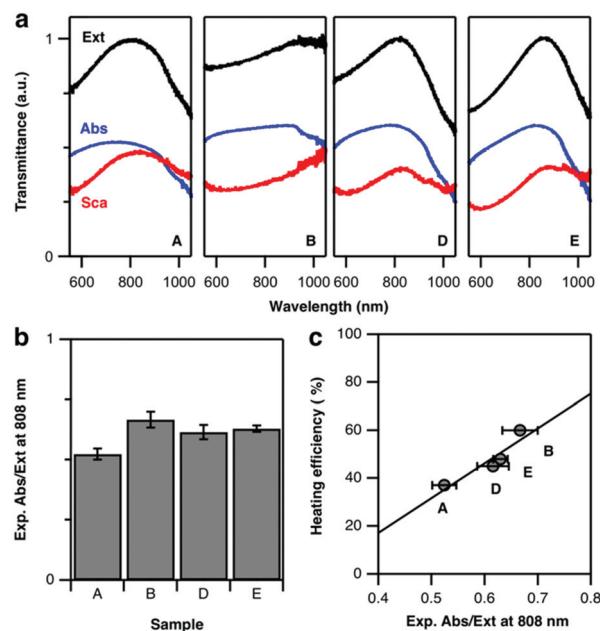 a
1
Ext
Abs
Sca
0
A
B
D
E
Transmittance (a.u.)
600 800 1000 600 800 1000 600 800 1000 600 800 1000
Wavelength (nm)
b
1
0
Exp. Abs/Ext at 808 nm
A B D E
Sample
c
100
80
60
40
20
0
Heating efficiency ( %)
B
E
D
A
0.4 0.5 0.6 0.7 0.8
Exp. Abs/Ext at 808 nm